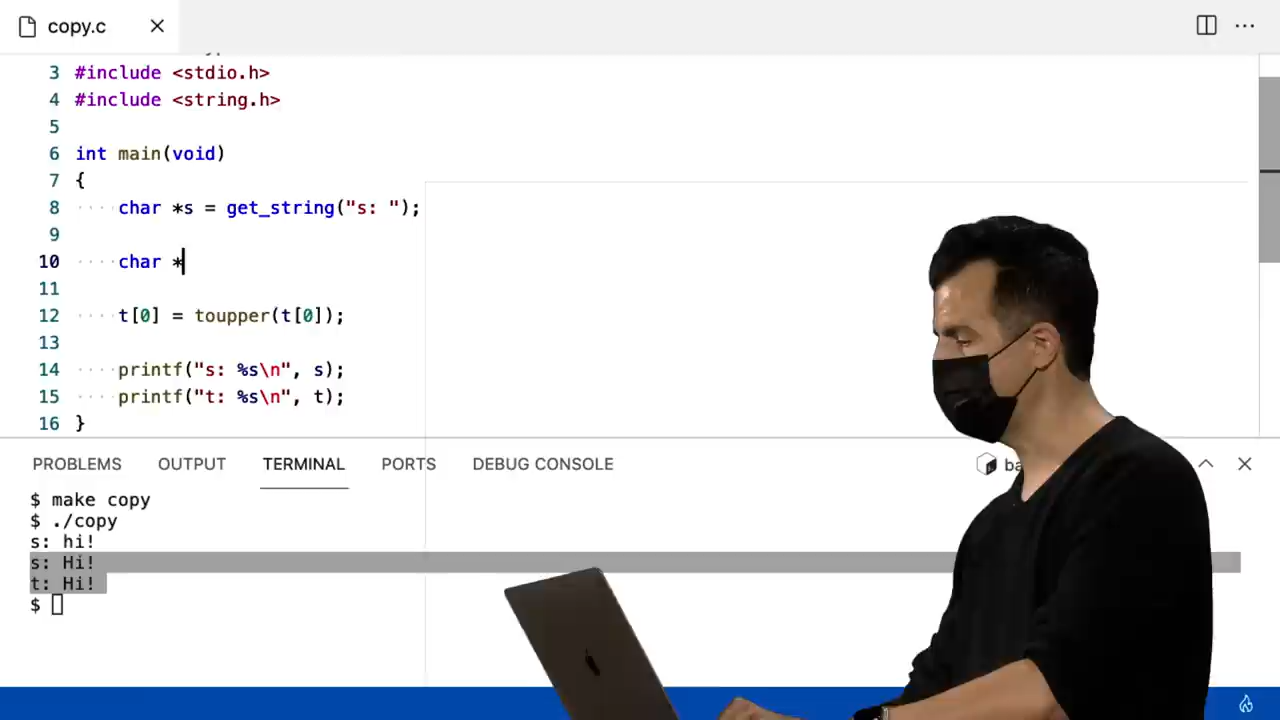 copy.c
3 #include <stdio.h>
4 #include <string.h>
5
6 int main(void)
7 {
8 char *s = get_string("s: ");
9
10 char *
11
12 t[0] = toupper(t[0]);
13
14 printf("s: %s\n", s);
15 printf("t: %s\n", t);
16 }
PROBLEMS OUTPUT TERMINAL PORTS DEBUG CONSOLE
$ make copy
$ ./copy
s: hi!
s: Hi!
t: Hi!
$